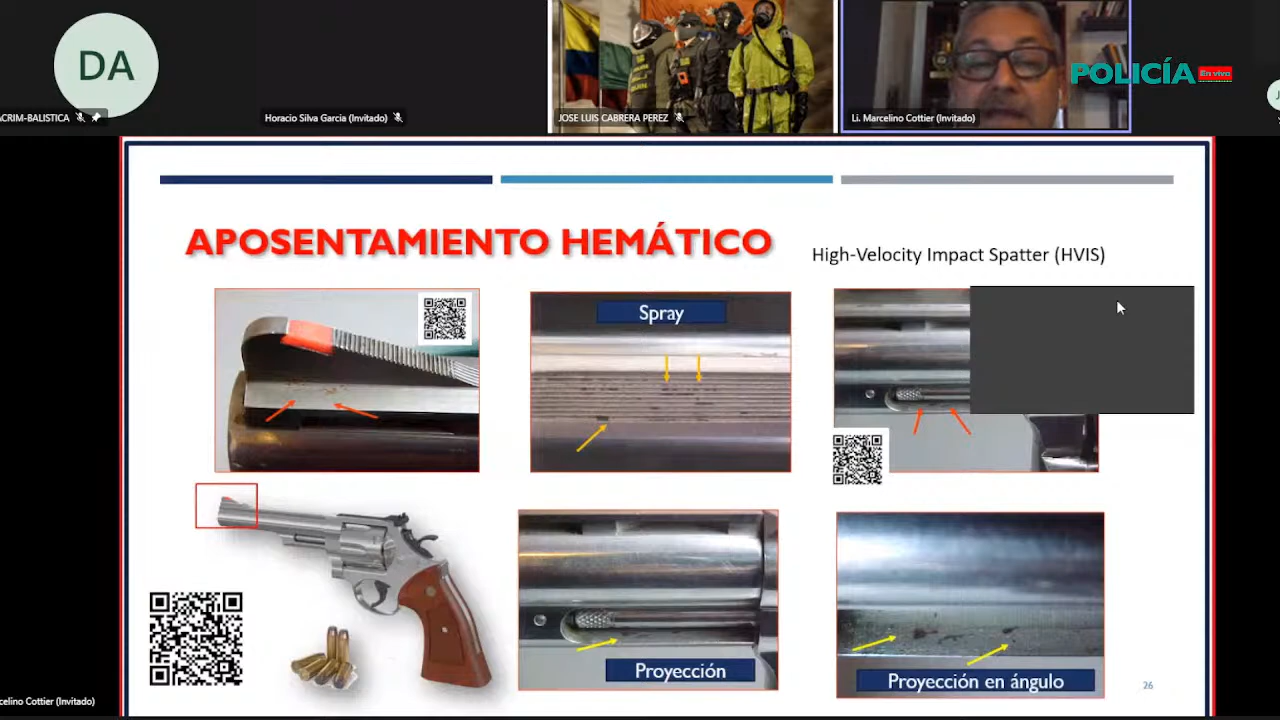 DA
CRIM-BALISTICA
Horacio Silva Garcia (Invitado)
JOSE LUIS CABRERA PEREZ
Li. Marcelino Cottier (Invitado)
POLICÍA
En vivo
APOSENTAMIENTO HEMÁTICO
High-Velocity Impact Spatter (HVIS)
Spray
Proyección
Proyección en ángulo
26
celino Cottier (Invitado)